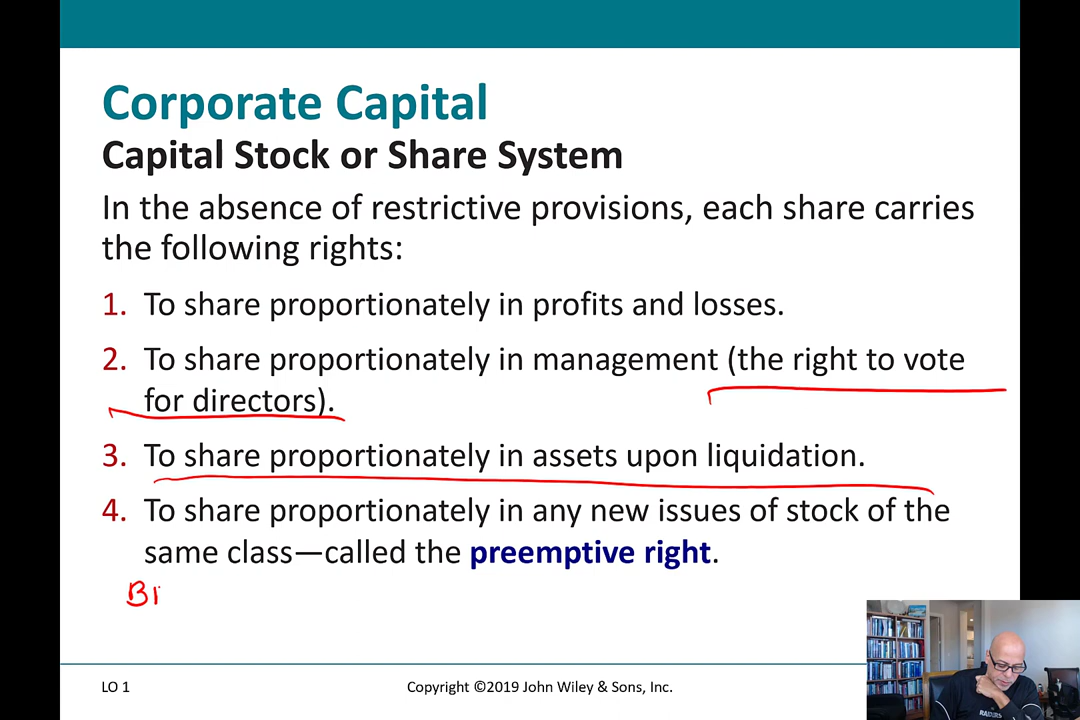 Corporate Capital
Capital Stock or Share System
In the absence of restrictive provisions, each share carries
the following rights:
1. To share proportionately in profits and losses.
2. To share proportionately in management (the right to vote
for directors).
3. To share proportionately in assets upon liquidation.
4. To share proportionately in any new issues of stock of the
same class—called the preemptive right.
BI
LO 1
Copyright ©2019 John Wiley & Sons, Inc.
RAIDERS